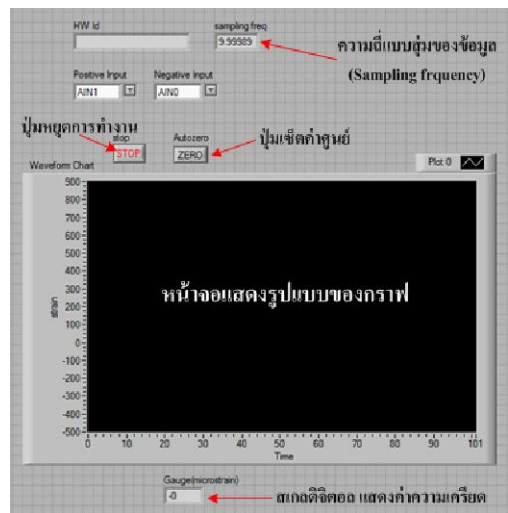 HW id
sampling freq
9.99989
ความถี่แบบสุ่มของข้อมูล
(Sampling frquency)
Positive Input
Negative Input
AIN1
AIN0
ปุ่มหยุดการทำงาน
stop
STOP
Autozero
ZERO
ปุ่มเซ็ตค่าศูนย์
Waveform Chart
Plot 0
900
800
700
600
500
400
300
200
100
0
-100
-200
-300
-400
-500
strain
หน้าจอแสดงรูปแบบของกราฟ
0 10 20 30 40 50 60 70 80 90 101
Time
Gauge(microstrain)
-0
สเกลดิจิตอล แสดงค่าความเครียด